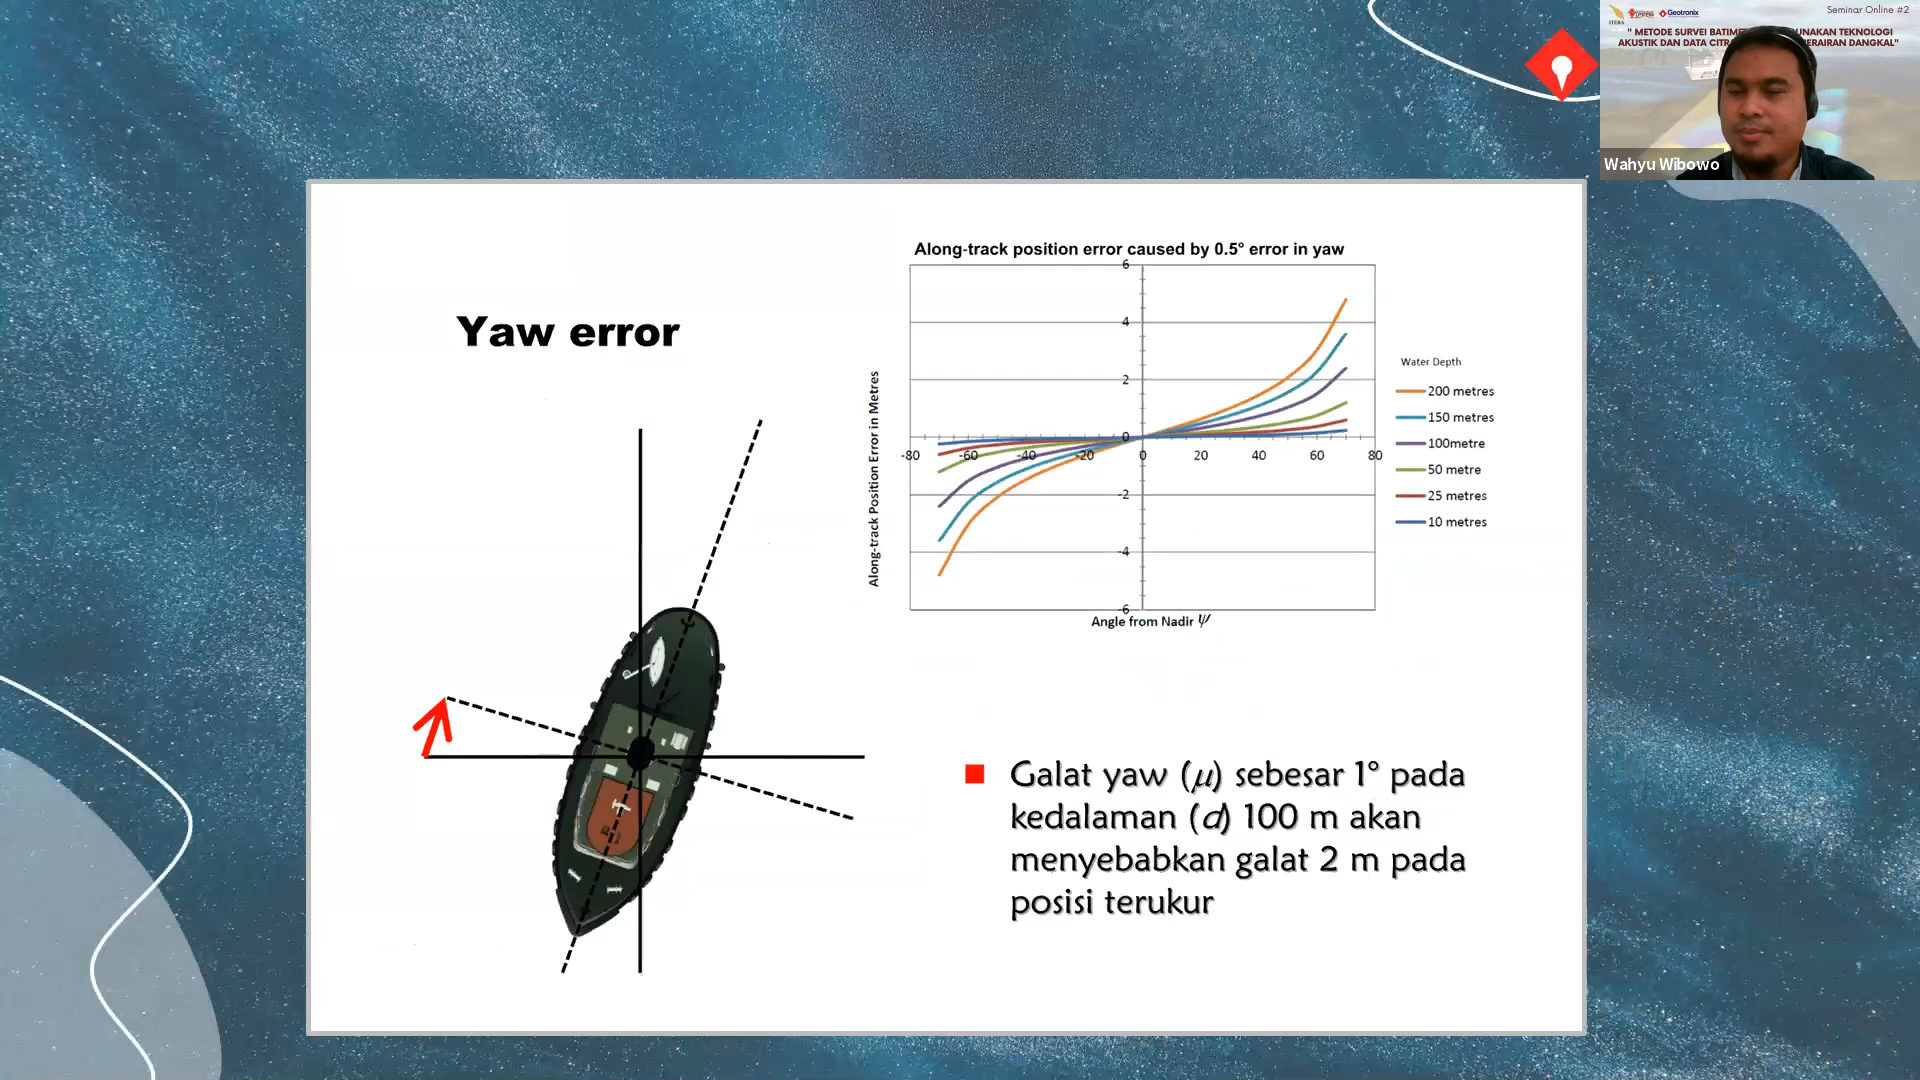 Seminar Online #2
ITERA
Geotronix
" METODE SURVEI BATIM UNAKAN TEKNOLOGI
AKUSTIK DAN DATA CITR ERAIRAN DANGKAL"
Wahyu Wibowo
Yaw error
Along-track position error caused by 0.5° error in yaw
6
4
2
0
-2
-4
-6
-80 -60 -40 -20 0 20 40 60 80
Along-track Position Error in Metres
Angle from Nadir ψ
Water Depth
200 metres
150 metres
100metre
50 metre
25 metres
10 metres
Galat yaw (μ) sebesar 1° pada
kedalaman (d) 100 m akan
menyebabkan galat 2 m pada
posisi terukur